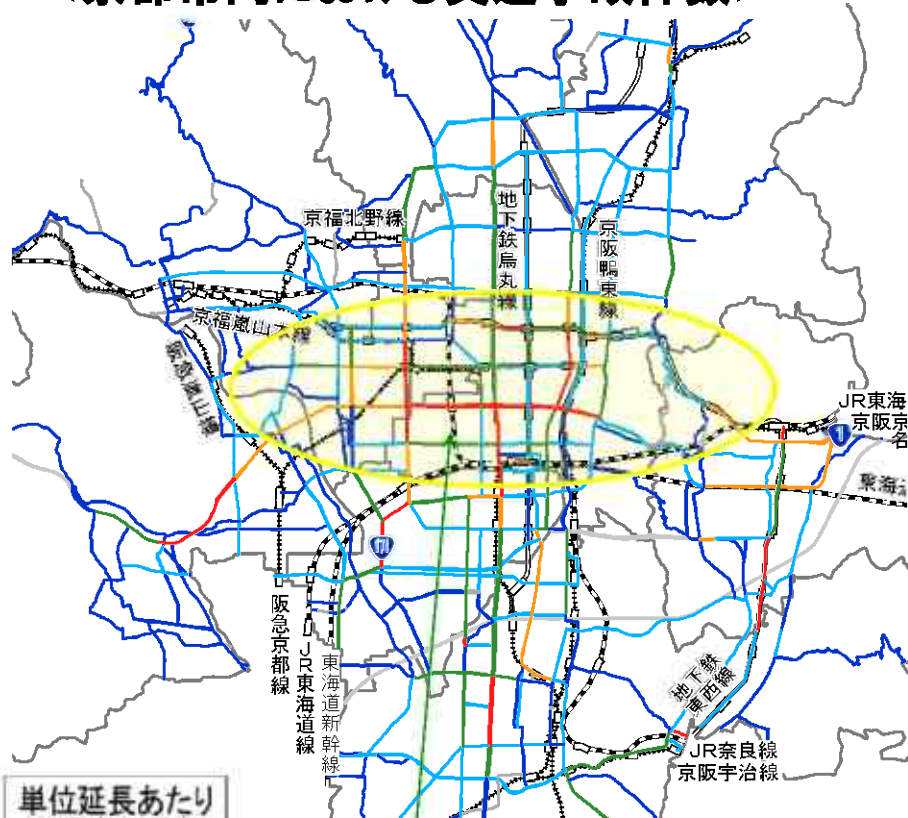 京福北野線
地下鉄烏丸線
京阪鴨東線
京福嵐山
阪急嵐山線
JR東海
京阪京
名
1
東海
171
阪急京都線
JR東海道線
東海道新幹線
地下鉄
東西線
JR奈良線
京阪宇治線
単位延長あたり